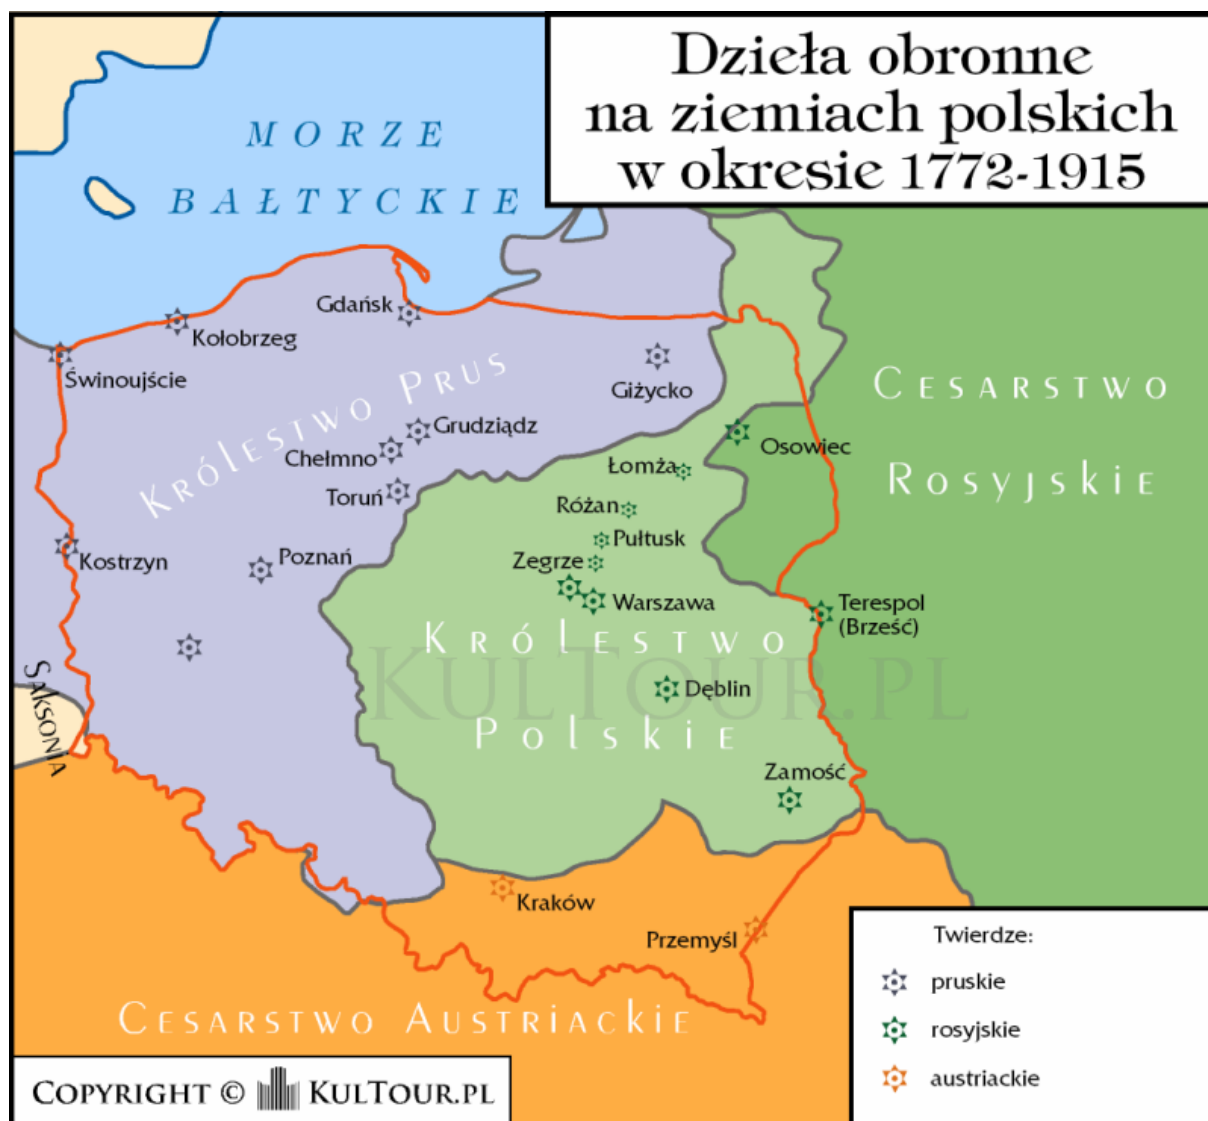 Dzieła obronne
na ziemiach polskich
w okresie 1772-1915
MORZE
BAŁTYCKIE
Gdańsk
Kołobrzeg
Świnoujście
Giżycko
KRÓLESTWO PRUS
Grudziądz
Chełmno
Toruń
CESARSTWO
ROSYJSKIE
Osowiec
Łomża
Różan
Pułtusk
Zegrze
Warszawa
Kostrzyn
Poznań
Terespol
(Brześć)
KRÓLESTWO
POLSKIE
KULTOUR.PL
Dęblin
SAKSONIA
Zamość
Kraków
Przemyśl
CESARSTWO AUSTRIACKIE
Twierdze:
pruskie
rosyjskie
austriackie
COPYRIGHT © KULTOUR.PL